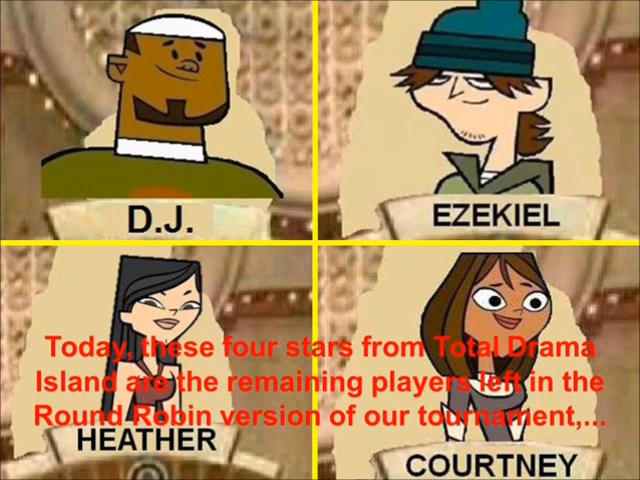 D.J.
EZEKIEL
Today, these four stars from Total Drama
Island are the remaining players left in the
Round Robin version of our tournament,...
HEATHER
COURTNEY